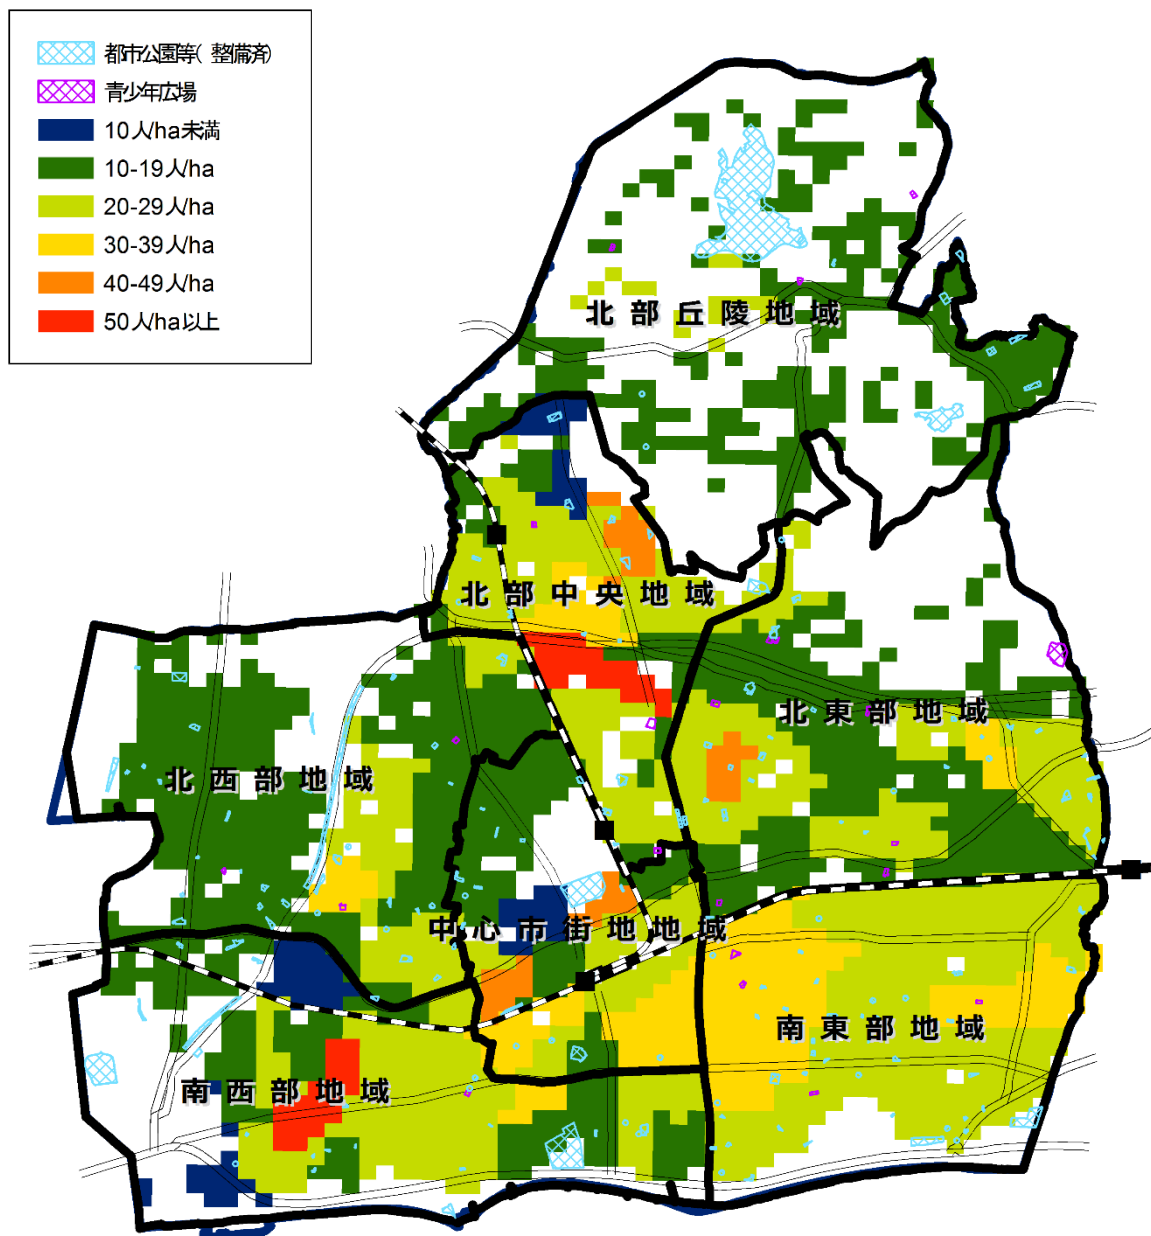 都市公園等( 整備済)
青少年広場
10人/ha未満
10-19人/ha
20-29人/ha
30-39人/ha
40-49人/ha
50人/ha以上
北部丘陵地域
北部中央地域
北東部地域
北西部地域
中心市街地地域
南東部地域
南西部地域